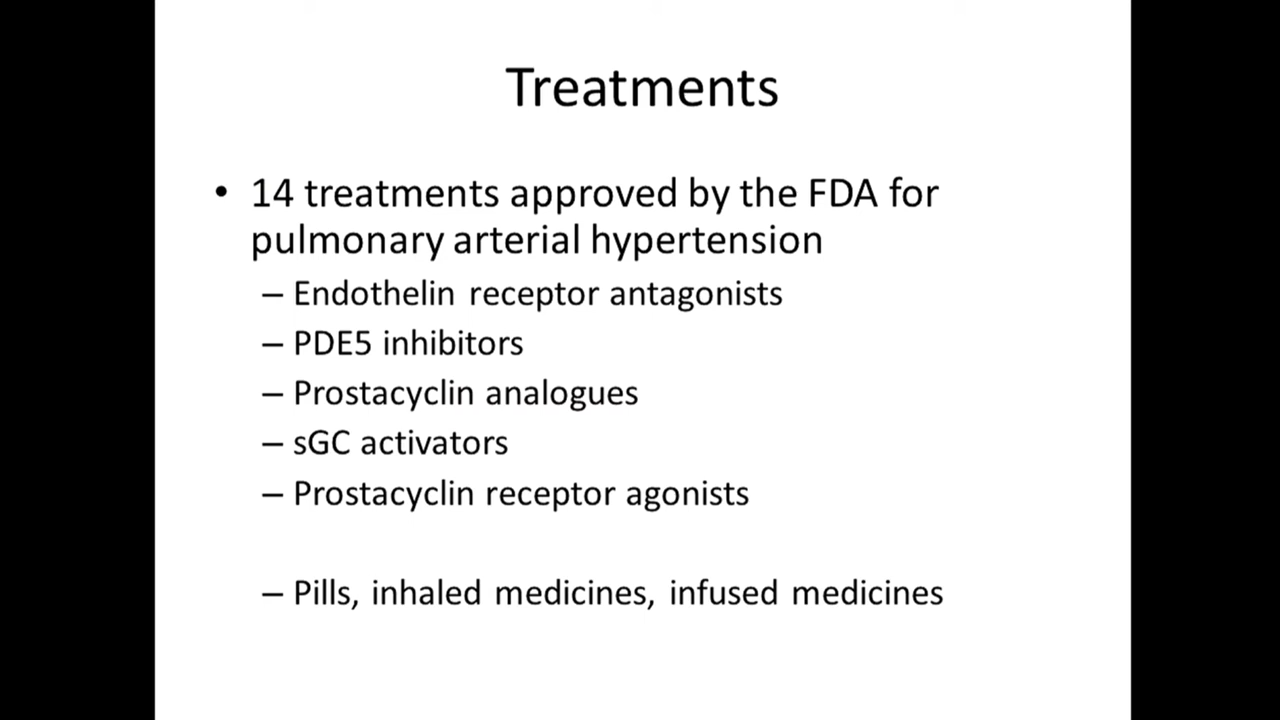 Treatments
• 14 treatments approved by the FDA for
pulmonary arterial hypertension
– Endothelin receptor antagonists
– PDE5 inhibitors
– Prostacyclin analogues
– sGC activators
– Prostacyclin receptor agonists
– Pills, inhaled medicines, infused medicines